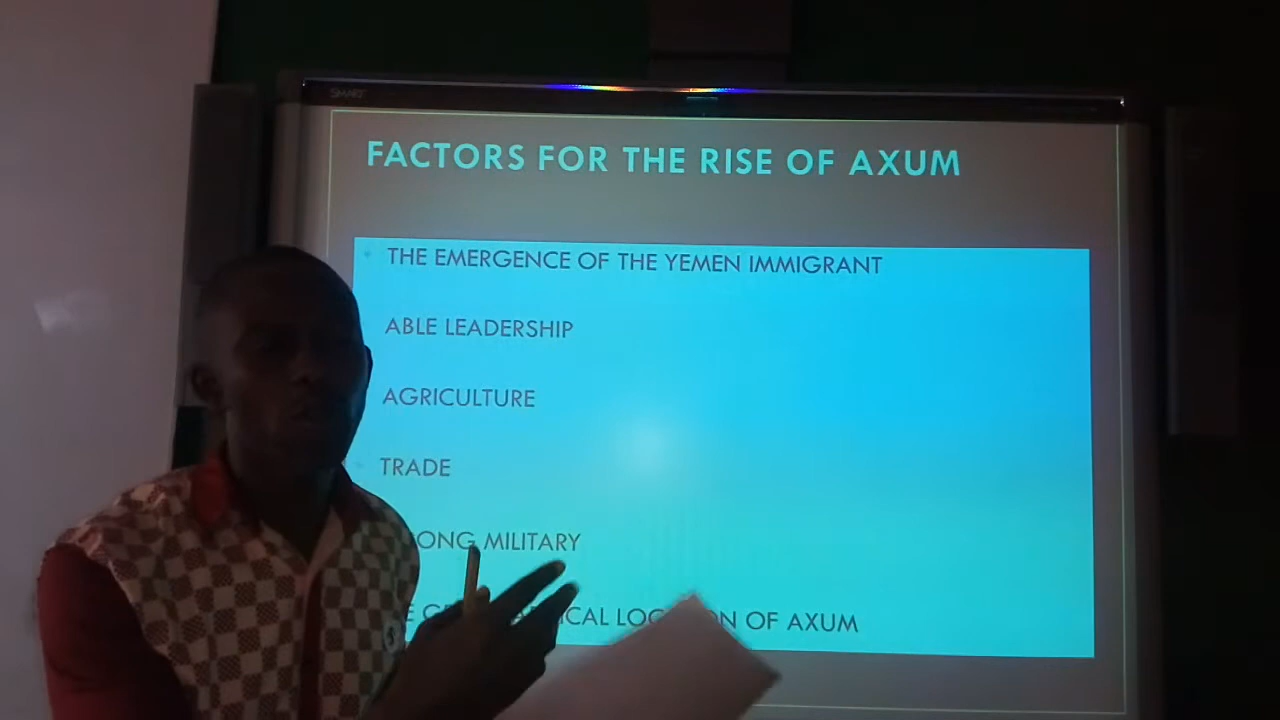 SMART
FACTORS FOR THE RISE OF AXUM
THE EMERGENCE OF THE YEMEN IMMIGRANT
ABLE LEADERSHIP
AGRICULTURE
TRADE
MILITARY
OF AXUM